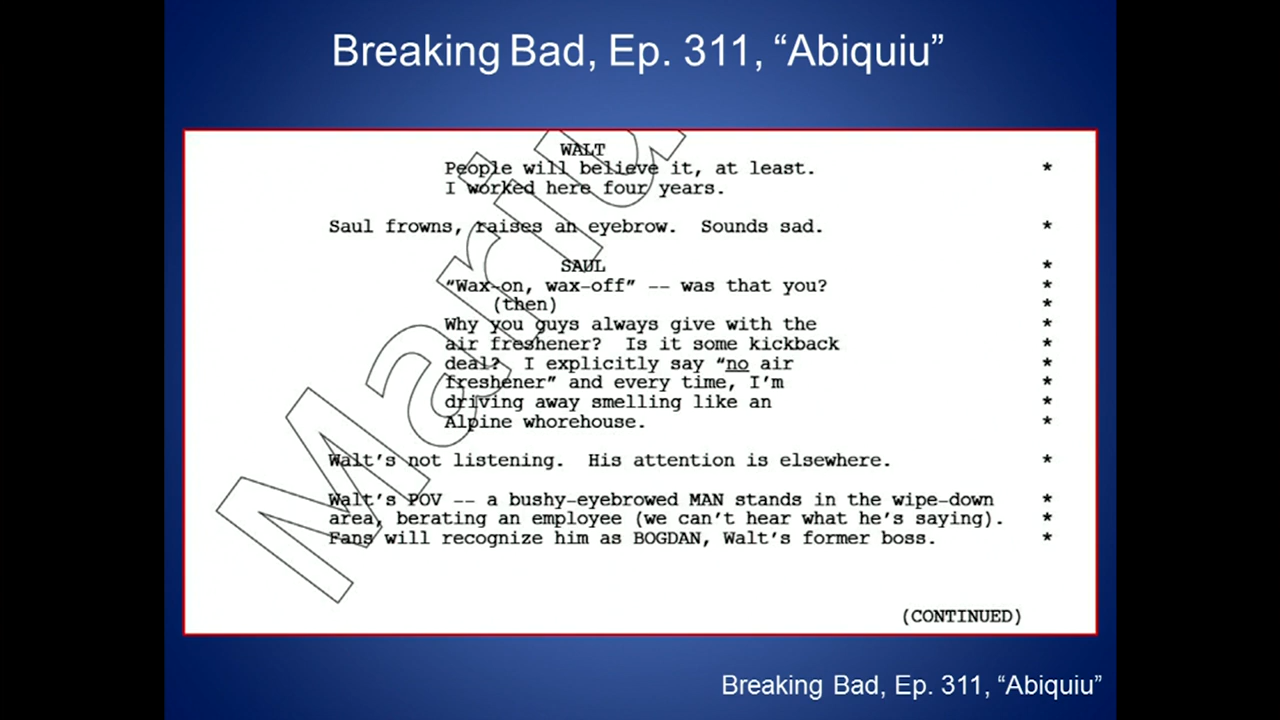 Breaking Bad, Ep. 311, “Abiquiu”
WALT *
People will believe it, at least.
I worked here four years.
Saul frowns, raises an eyebrow. Sounds sad. *
SAUL *
“Wax-on, wax-off” -- was that you? *
(then) *
Why you guys always give with the *
air freshener? Is it some kickback *
deal? I explicitly say “no air *
freshener” and every time, I’m *
driving away smelling like an *
Alpine whorehouse. *
Walt’s not listening. His attention is elsewhere. *
Walt’s POV -- a bushy-eyebrowed MAN stands in the wipe-down *
area, berating an employee (we can’t hear what he’s saying). *
Fans will recognize him as BOGDAN, Walt’s former boss. *
(CONTINUED)
Breaking Bad, Ep. 311, “Abiquiu”